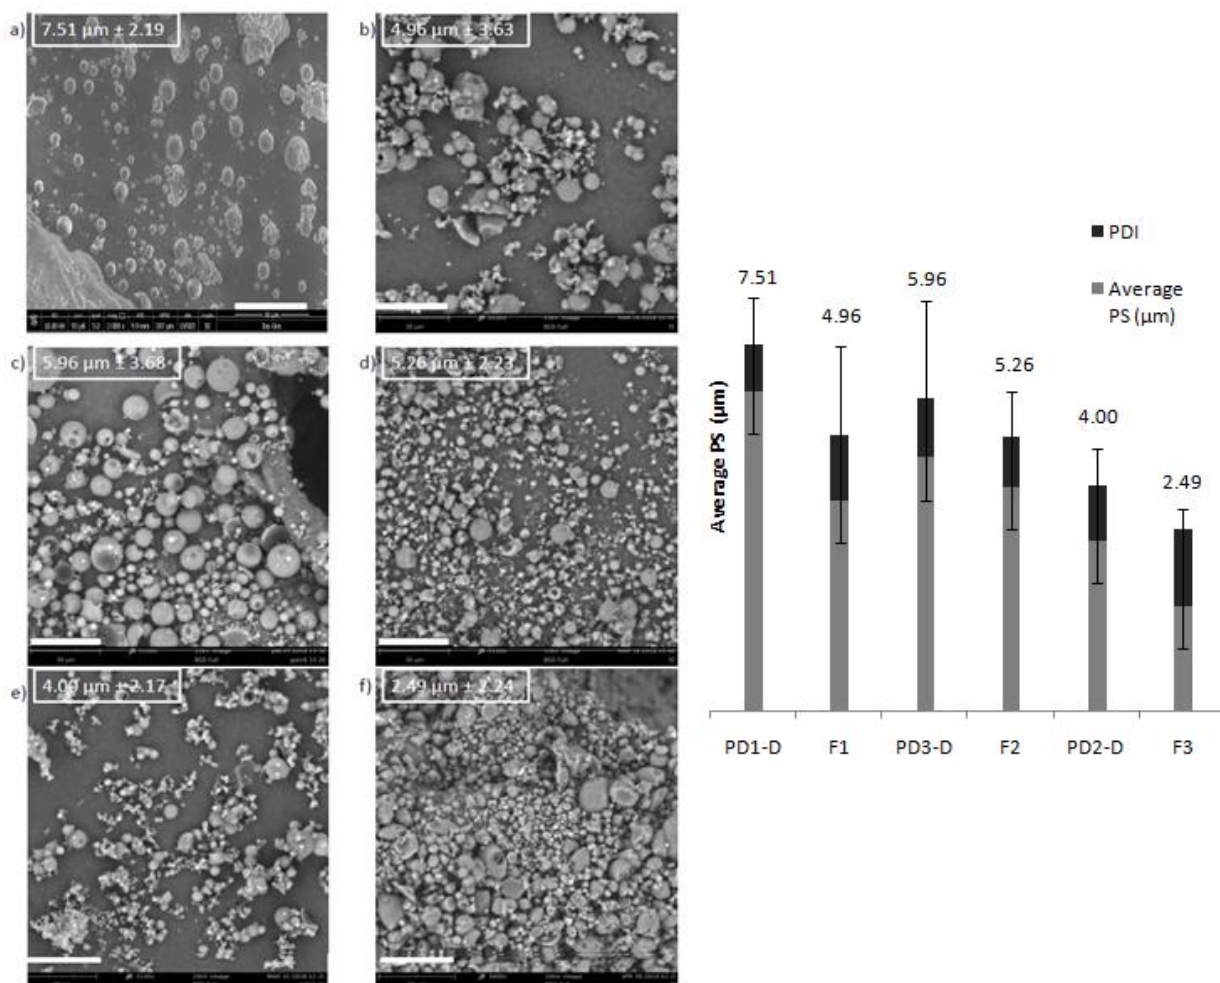 a) 7.51 µm ± 2.19
b) 4.96 µm ± 3.63
c) 5.96 µm ± 3.68
d) 5.26 µm ± 2.23
e) 4.00 µm ± 2.17
f) 2.49 µm ± 2.24
PDI
Average
PS (µm)
Average PS (µm)
7.51
4.96
5.96
5.26
4.00
2.49
PD1-D
F1
PD3-D
F2
PD2-D
F3